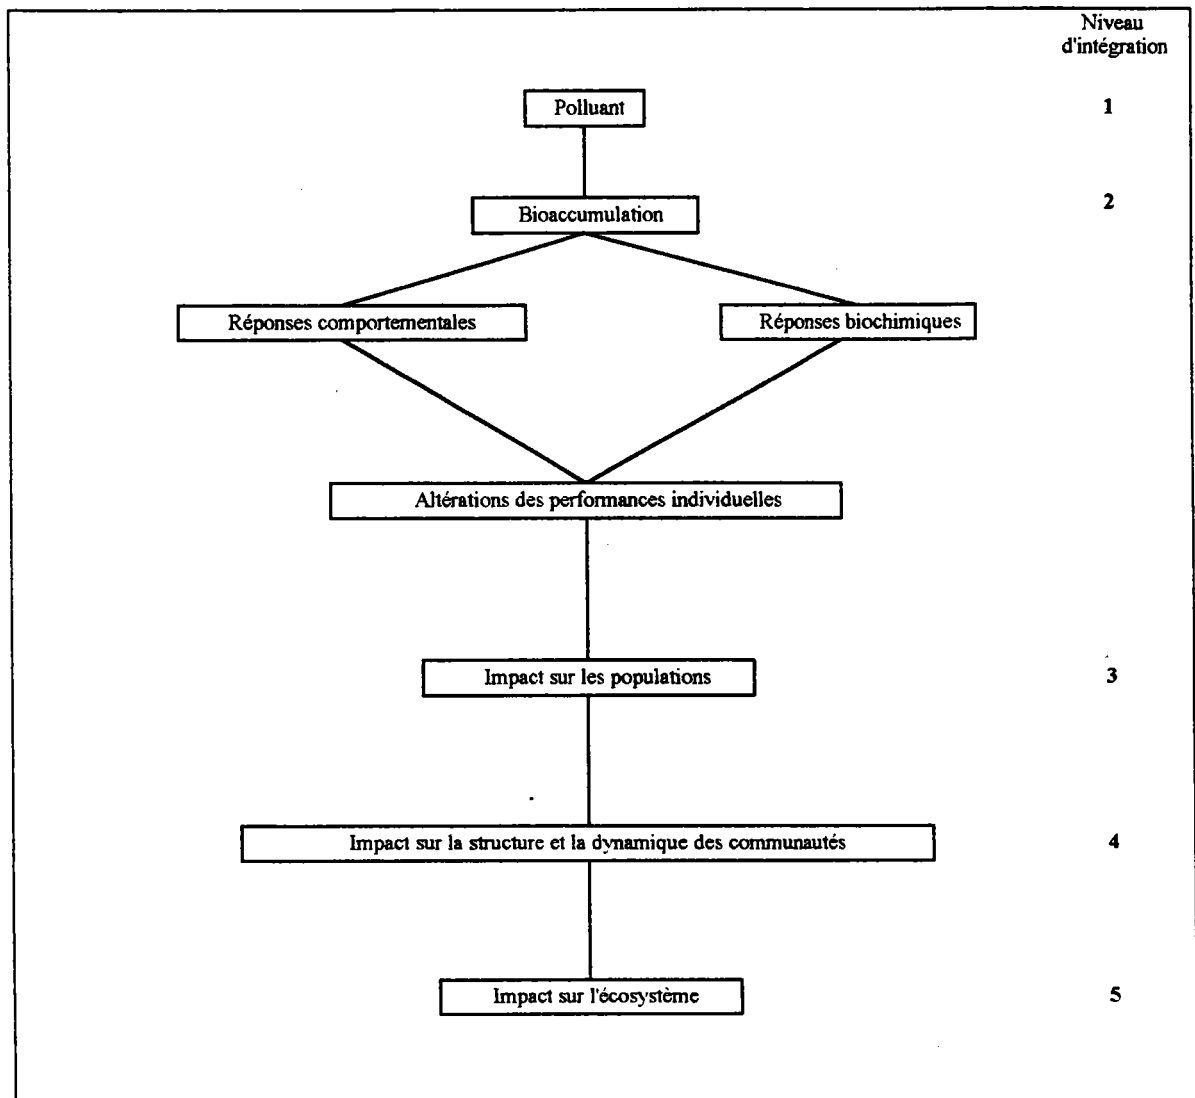 Niveau
d'intégration
Polluant
1
Bioaccumulation
2
Réponses comportementales
Réponses biochimiques
Altérations des performances individuelles
Impact sur les populations
3
Impact sur la structure et la dynamique des communautés
4
Impact sur l'écosystème
5